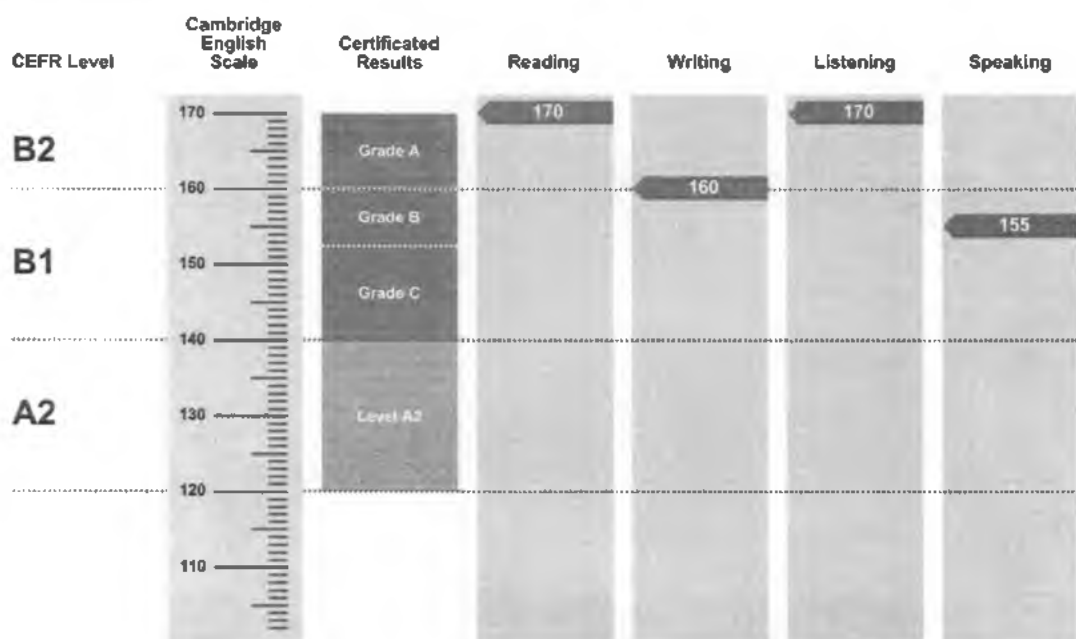 CEFR Level
Cambridge
English
Scale
Certificated
Results
Reading
Writing
Listening
Speaking
170
170
170
B2
Grade A
160
160
Grade B
155
B1
150
Grade C
140
A2
130
Level A2
120
110